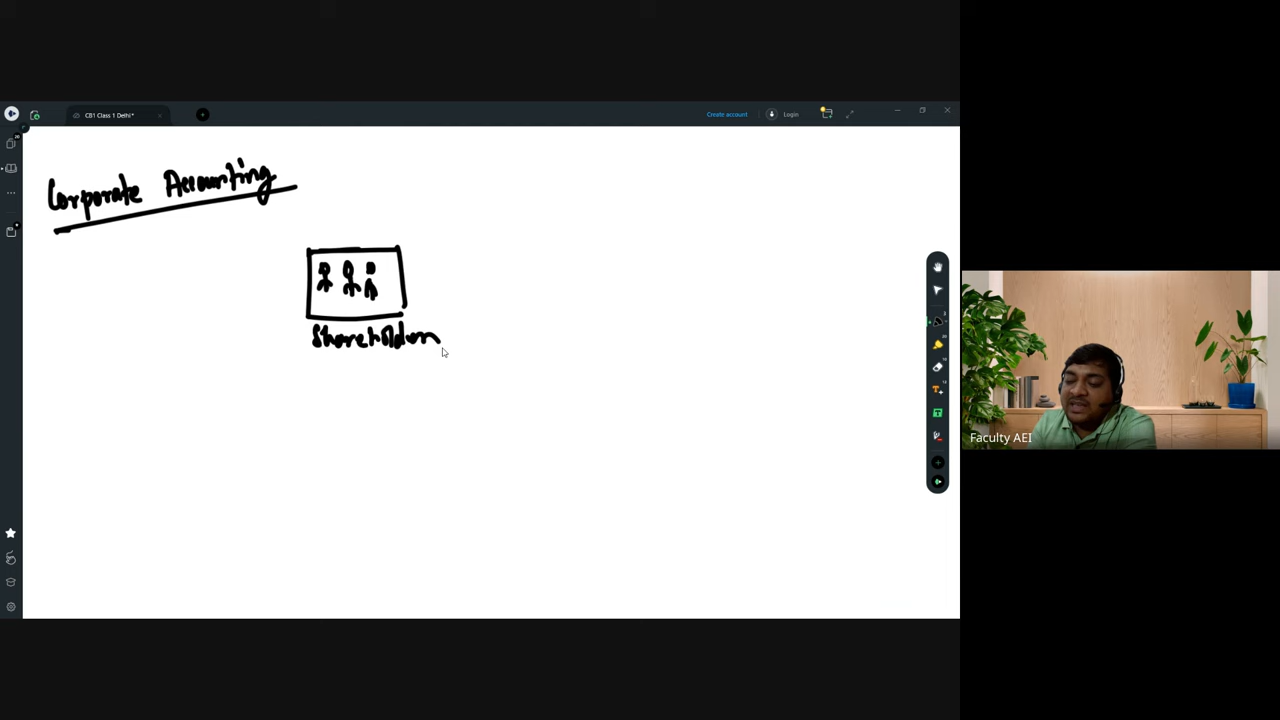 CB1 Class 1 Delhi*
Create account
Login
Corporate Accounting
Shareholders
Faculty AEI